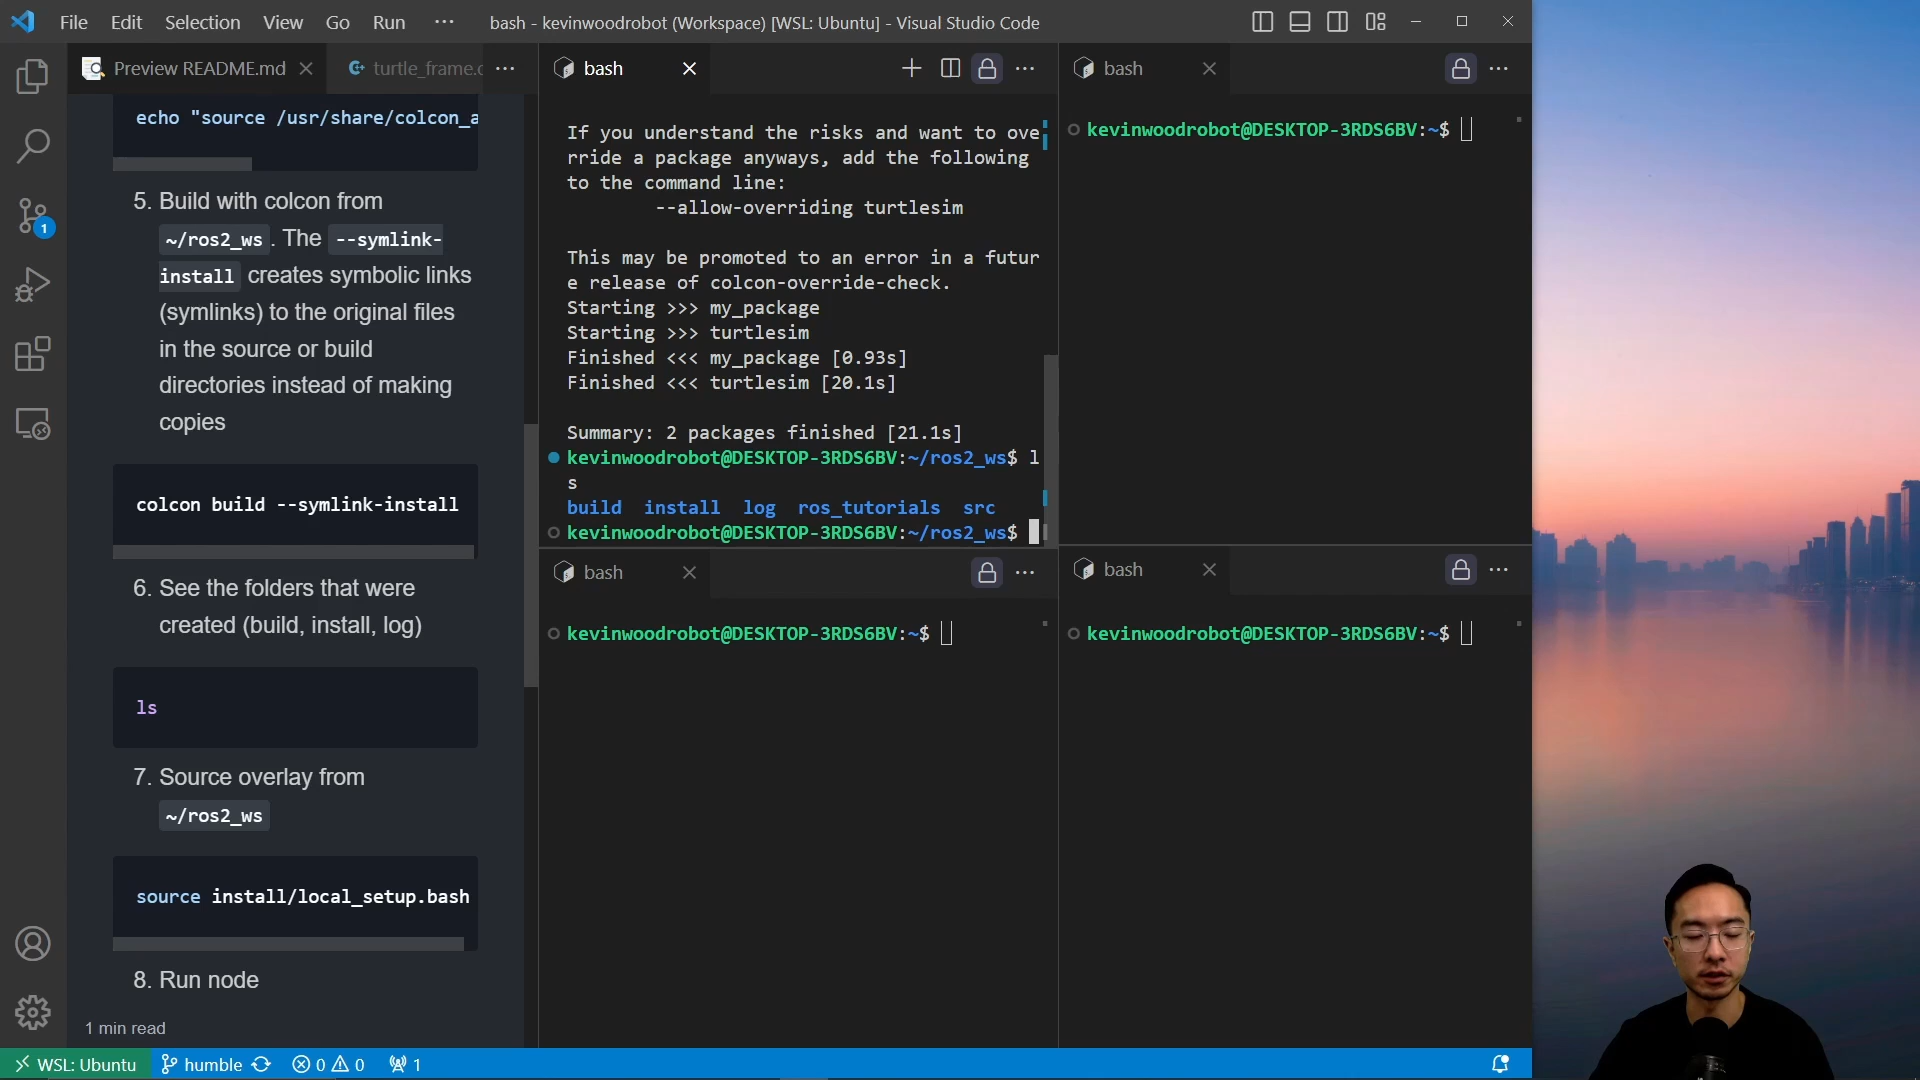 File Edit Selection View Go Run ··· bash - kevinwoodrobot (Workspace) [WSL: Ubuntu] - Visual Studio Code
Preview README.md turtle_frame.c ···
echo "source /usr/share/colcon_a
5. Build with colcon from
~/ros2_ws . The --symlink-
install creates symbolic links
(symlinks) to the original files
in the source or build
directories instead of making
copies
colcon build --symlink-install
6. See the folders that were
created (build, install, log)
ls
7. Source overlay from
~/ros2_ws
source install/local_setup.bash
8. Run node
1 min read
bash
If you understand the risks and want to ove
rride a package anyways, add the following
to the command line:
--allow-overriding turtlesim
This may be promoted to an error in a futur
e release of colcon-override-check.
Starting >>> my_package
Starting >>> turtlesim
Finished <<< my_package [0.93s]
Finished <<< turtlesim [20.1s]
Summary: 2 packages finished [21.1s]
kevinwoodrobot@DESKTOP-3RDS6BV:~/ros2_ws$ l
s
build install log ros_tutorials src
kevinwoodrobot@DESKTOP-3RDS6BV:~/ros2_ws$
bash
kevinwoodrobot@DESKTOP-3RDS6BV:~$
bash
kevinwoodrobot@DESKTOP-3RDS6BV:~$
bash
kevinwoodrobot@DESKTOP-3RDS6BV:~$
1
WSL: Ubuntu humble 0 0 1